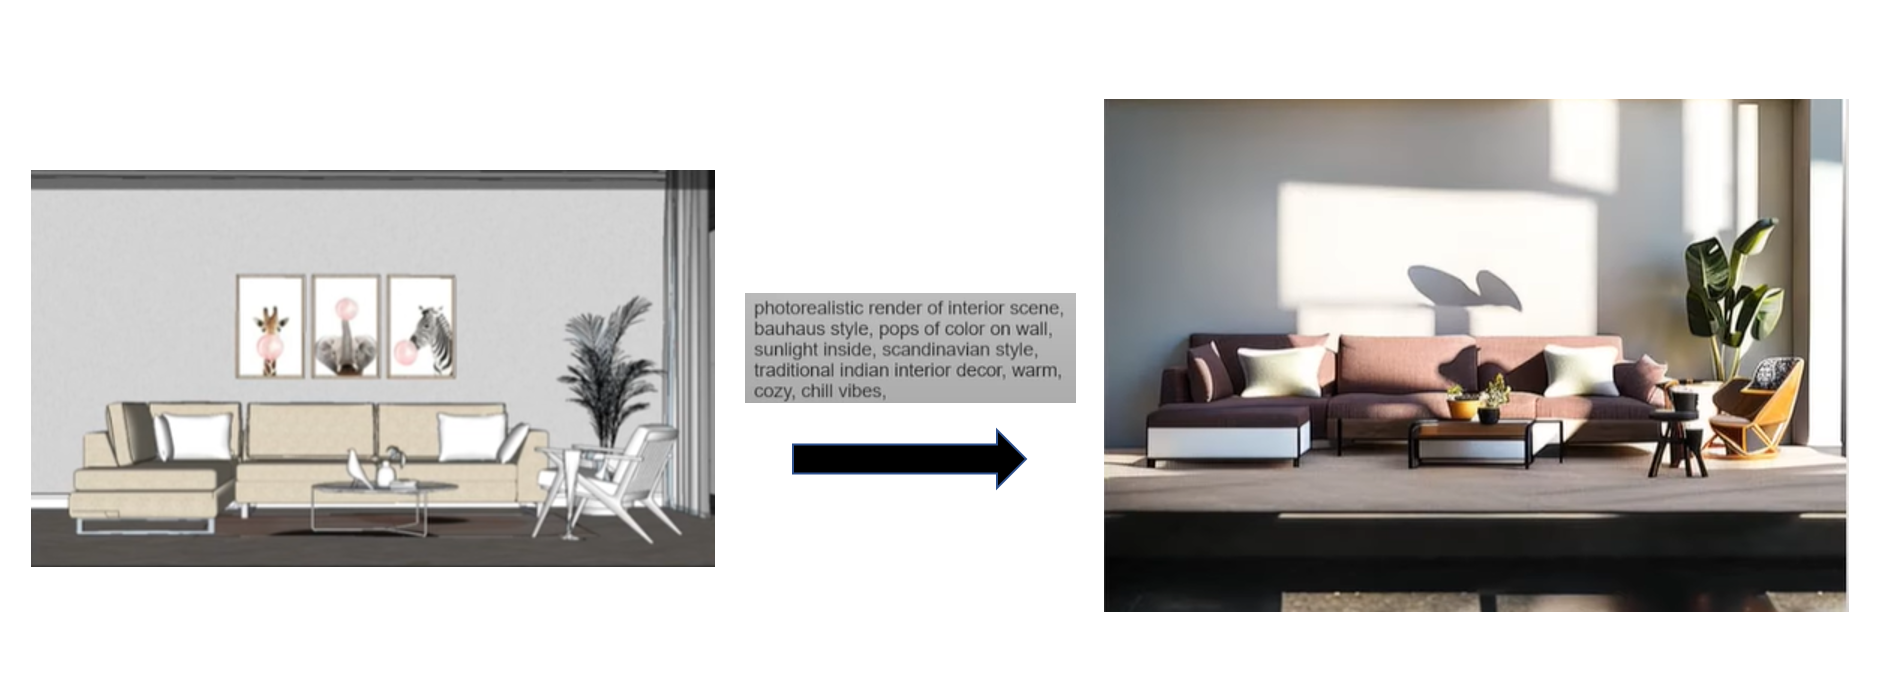 photorealistic render of interior scene,
bauhaus style, pops of color on wall,
sunlight inside, scandinavian style,
traditional indian interior decor, warm,
cozy, chill vibes,